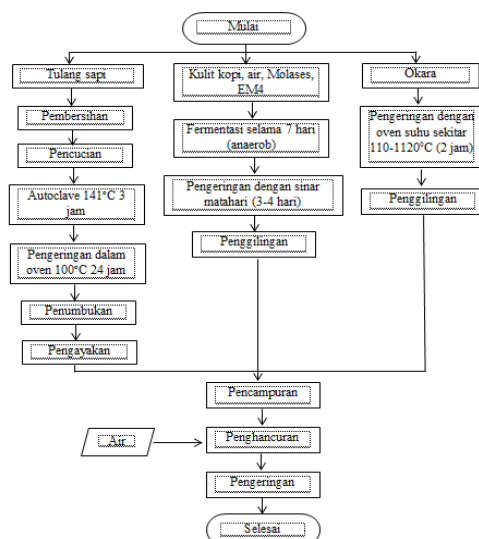 Mulai
Tulang sapi
Pembersihan
Pencucian
Autoclave 141°C 3
jam
Pengeringan dalam
oven 100°C 24 jam
Penumbukan
Pengayakan
Kulit kopi, air, Molases,
EM4
Fermentasi selama 7 hari
(anaerob)
Pengeringan dengan sinar
matahari (3-4 hari)
Penggilingan
Okara
Pengeringan dengan
oven suhu sekitar
110-1120°C (2 jam)
Penggilingan
Pencampuran
Air
Penghancuran
Pengeringan
Selesai